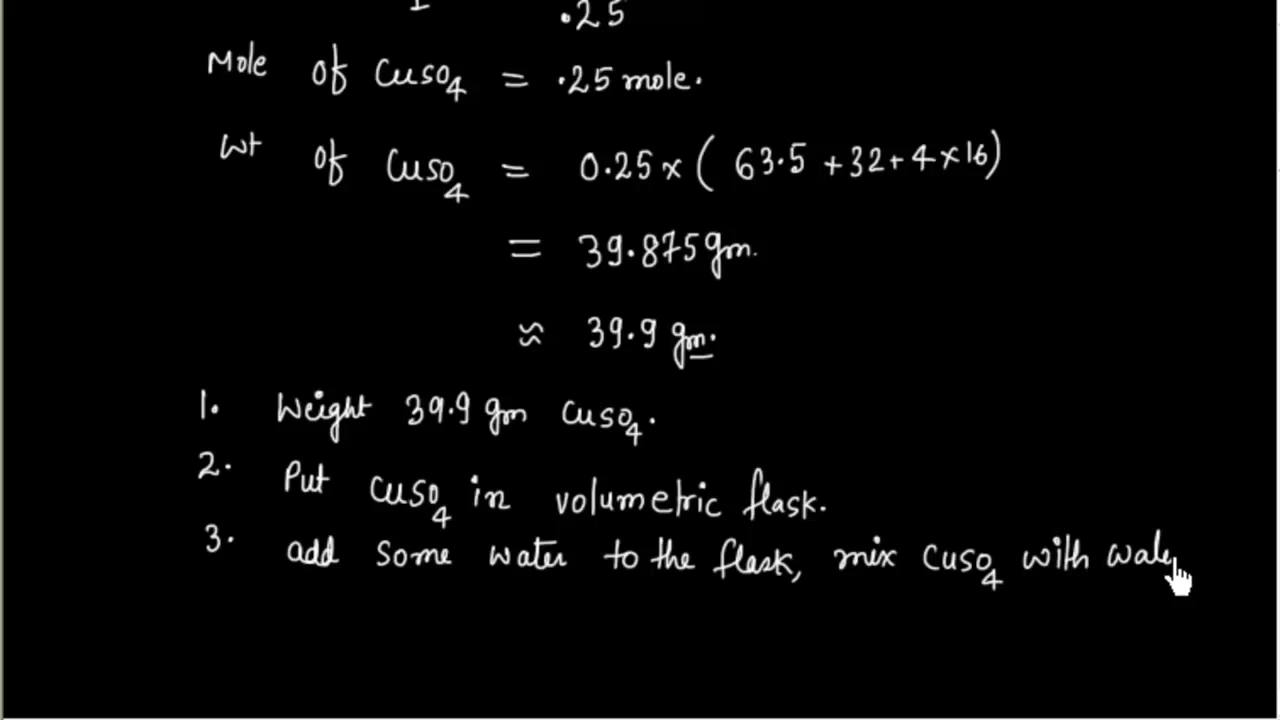 .25
Mole of CuSO4 = .25 mole.
Wt of CuSO4 = 0.25 × ( 63.5 + 32 + 4 × 16)
= 39.875 gm.
≈ 39.9 gm.
1. Weight 39.9 gm CuSO4.
2. Put CuSO4 in volumetric flask.
3. add some water to the flask, mix CuSO4 with wate